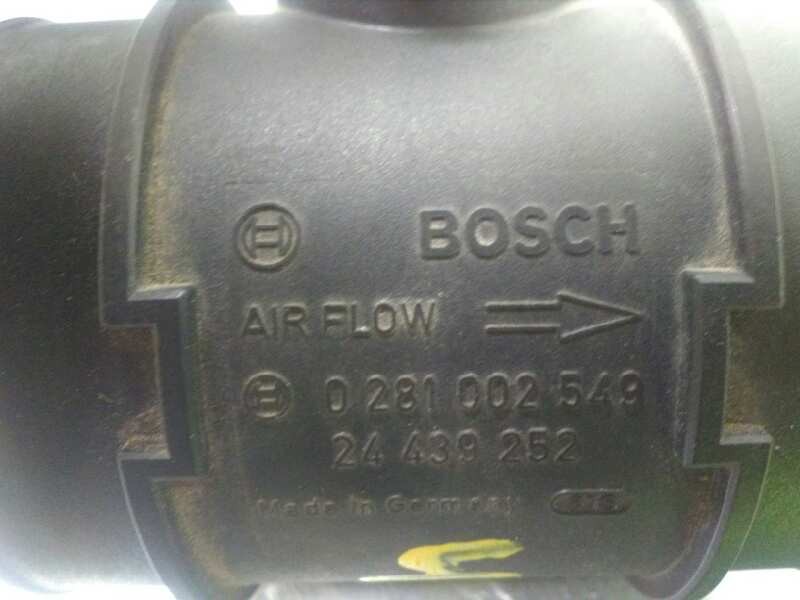 BOSCH
AIR FLOW
0 281 002 549
24 439 252
Made in Germany